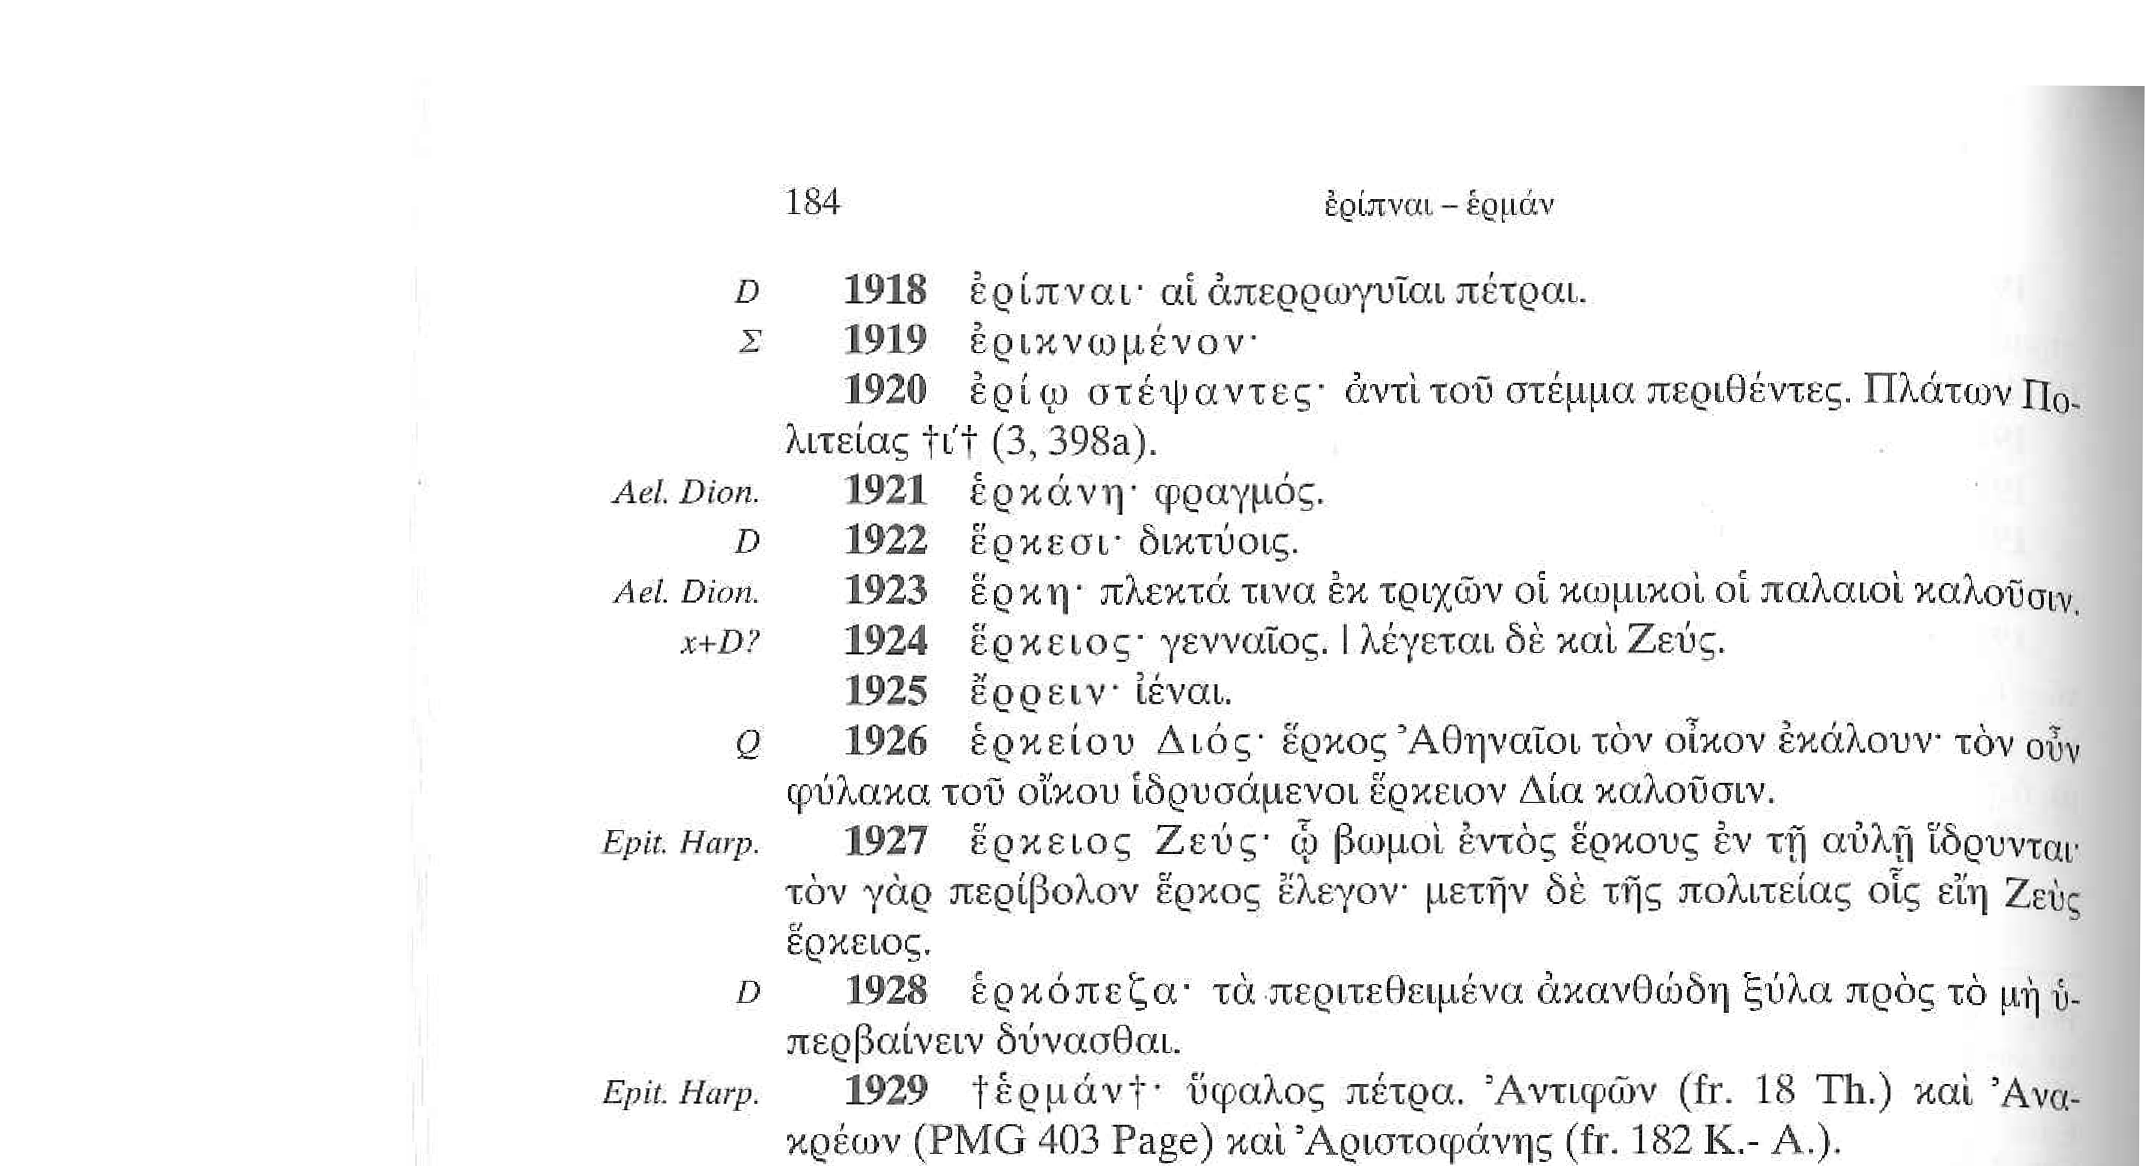 184 ἐρίπναι – ἑρμάν
D 1918 ἐρίπναι· αἱ ἀπερρωγυῖαι πέτραι.
Σ 1919 ἐρικνωμένον·
1920 ἐρίῳ στέψαντες· ἀντὶ τοῦ στέμμα περιθέντες. Πλάτων Πο-
λιτείας †ι´† (3, 398a).
Ael. Dion. 1921 ἑρκάνη· φραγμός.
D 1922 ἕρκεσι· δικτύοις.
Ael. Dion. 1923 ἕρκη· πλεκτά τινα ἐκ τριχῶν οἱ κωμικοὶ οἱ παλαιοὶ καλοῦσιν.
x+D? 1924 ἕρκειος· γενναῖος. | λέγεται δὲ καὶ Ζεύς.
1925 ἔρρειν· ἰέναι.
Q 1926 ἑρκείου Διός· ἕρκος Ἀθηναῖοι τὸν οἶκον ἐκάλουν· τὸν οὖν
φύλακα τοῦ οἴκου ἱδρυσάμενοι ἕρκειον Δία καλοῦσιν.
Epit. Harp. 1927 ἕρκειος Ζεύς· ᾧ βωμοὶ ἐντὸς ἕρκους ἐν τῇ αὐλῇ ἵδρυνται·
τὸν γὰρ περίβολον ἕρκος ἔλεγον· μετῆν δὲ τῆς πολιτείας οἷς εἴη Ζεὺς
ἕρκειος.
D 1928 ἑρκόπεζα· τὰ περιτεθειμένα ἀκανθώδη ξύλα πρὸς τὸ μὴ ὑ-
περβαίνειν δύνασθαι.
Epit. Harp. 1929 †ἑρμάν†· ὕφαλος πέτρα. Ἀντιφῶν (fr. 18 Th.) καὶ Ἀνα-
κρέων (PMG 403 Page) καὶ Ἀριστοφάνης (fr. 182 K.- A.).